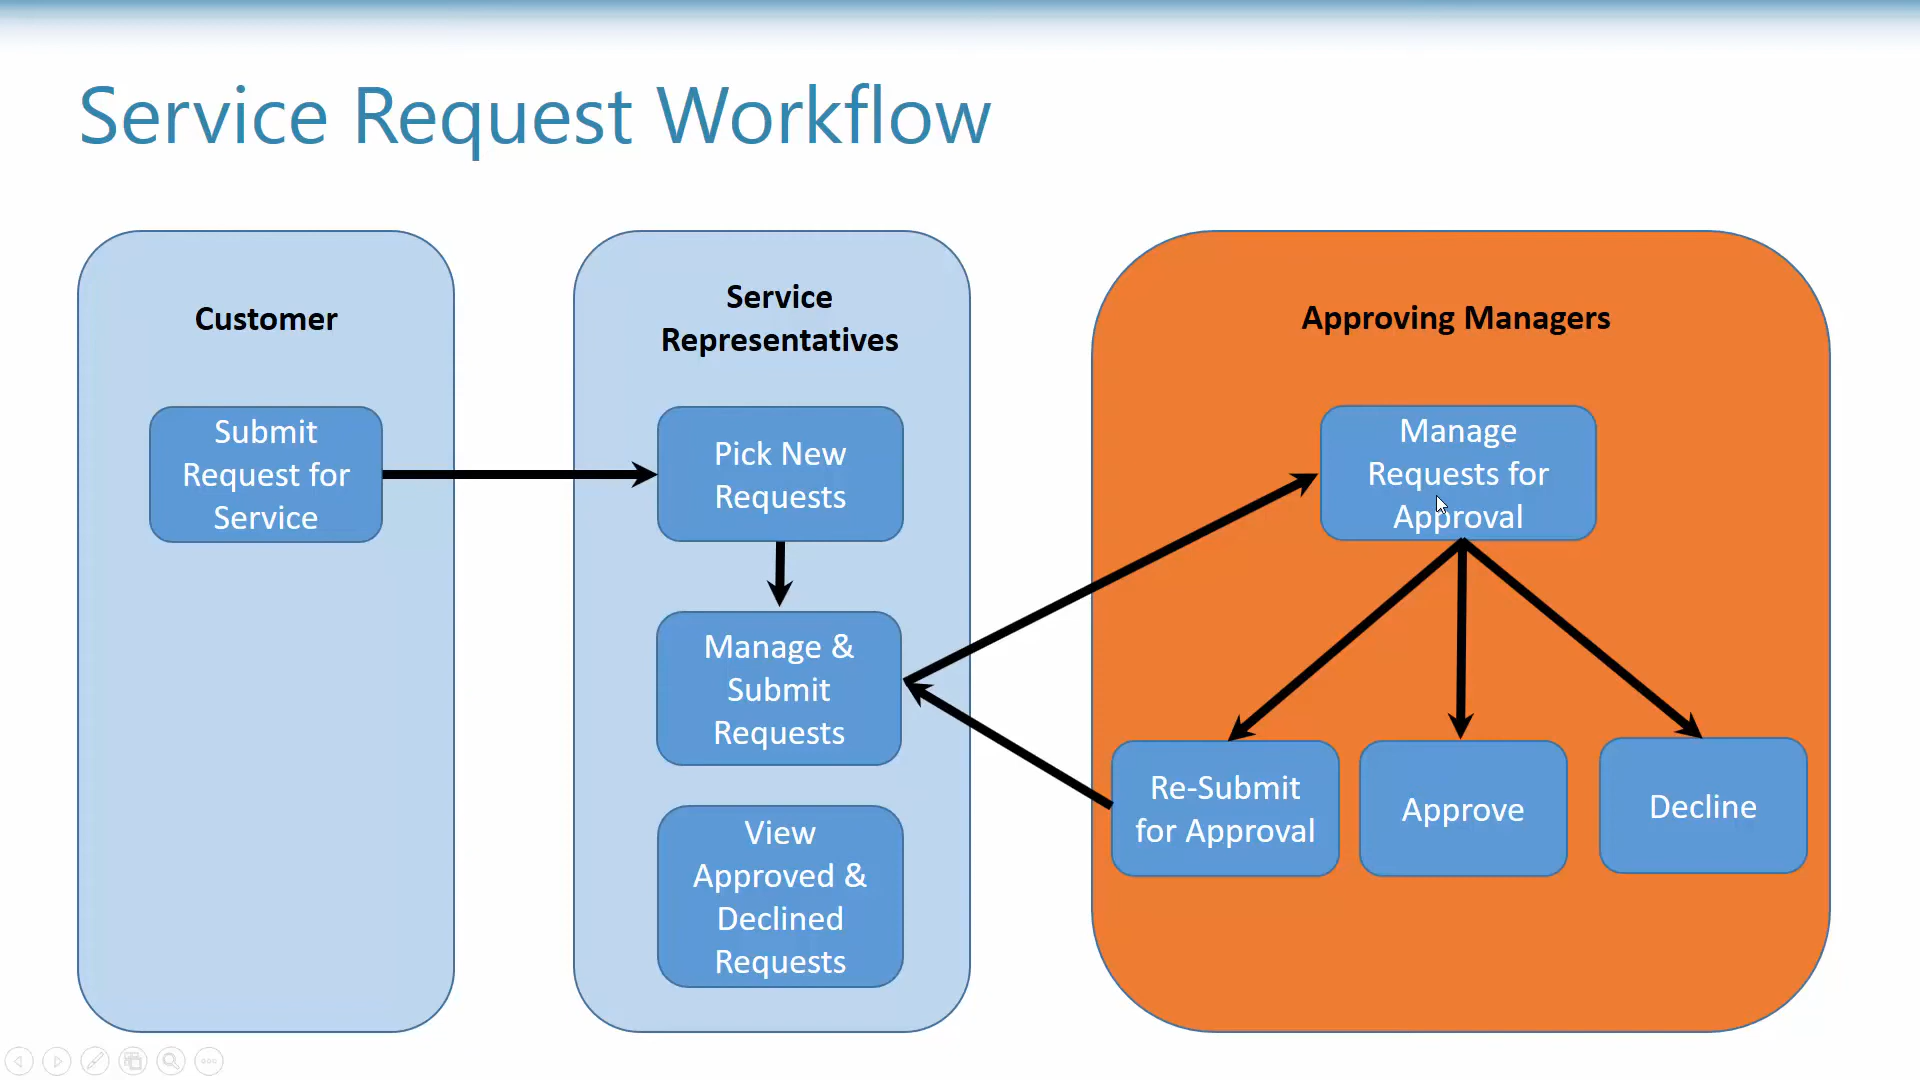 Service Request Workflow
Customer
Submit
Request for
Service
Service
Representatives
Pick New
Requests
Manage &
Submit
Requests
View
Approved &
Declined
Requests
Approving Managers
Manage
Requests for
Approval
Re-Submit
for Approval
Approve
Decline